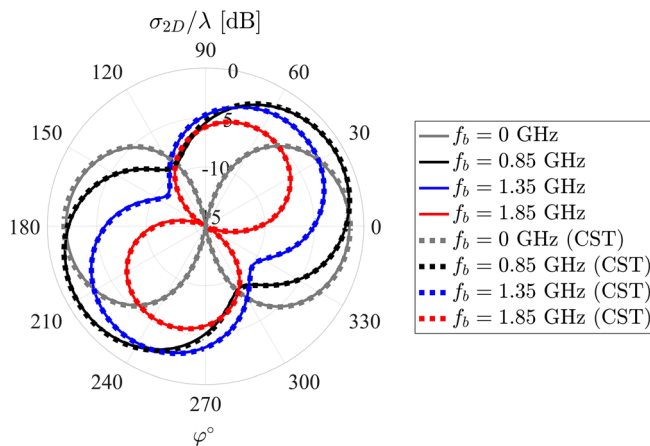 σ2D/λ [dB]
90
120
0
60
150
5
30
-10
180
5
0
210
330
240
300
270
φ°
f_b = 0 GHz
f_b = 0.85 GHz
f_b = 1.35 GHz
f_b = 1.85 GHz
f_b = 0 GHz (CST)
f_b = 0.85 GHz (CST)
f_b = 1.35 GHz (CST)
f_b = 1.85 GHz (CST)